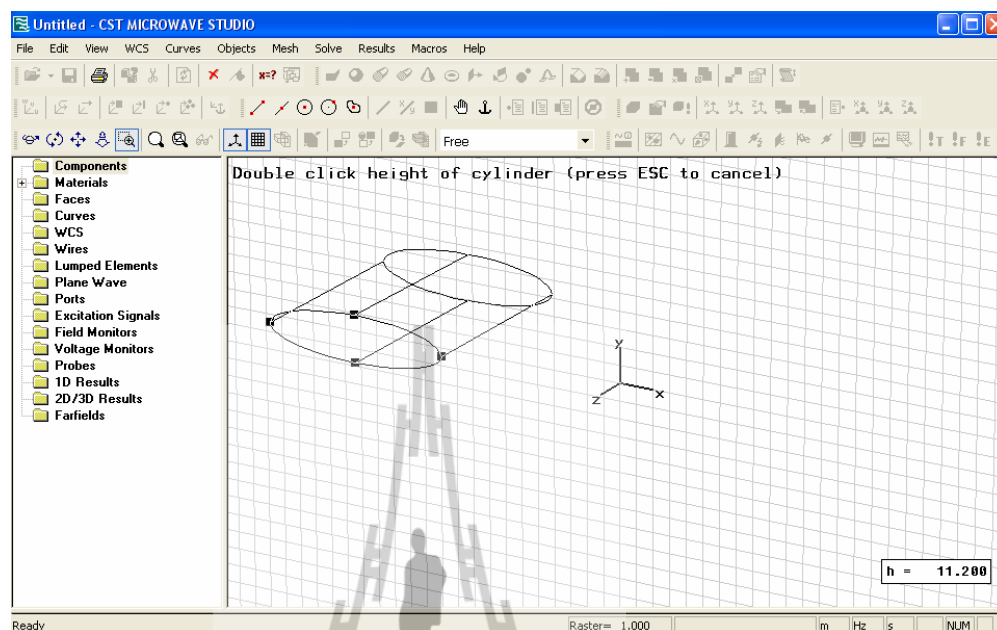 Untitled - CST MICROWAVE STUDIO
File Edit View WCS Curves Objects Mesh Solve Results Macros Help
x=?
Free
!T !F !E
Components
Materials
Faces
Curves
WCS
Wires
Lumped Elements
Plane Wave
Ports
Excitation Signals
Field Monitors
Voltage Monitors
Probes
1D Results
2D/3D Results
Farfields
Double click height of cylinder (press ESC to cancel)
y
z x
h = 11.200
Ready Raster= 1.000 m Hz s NUM